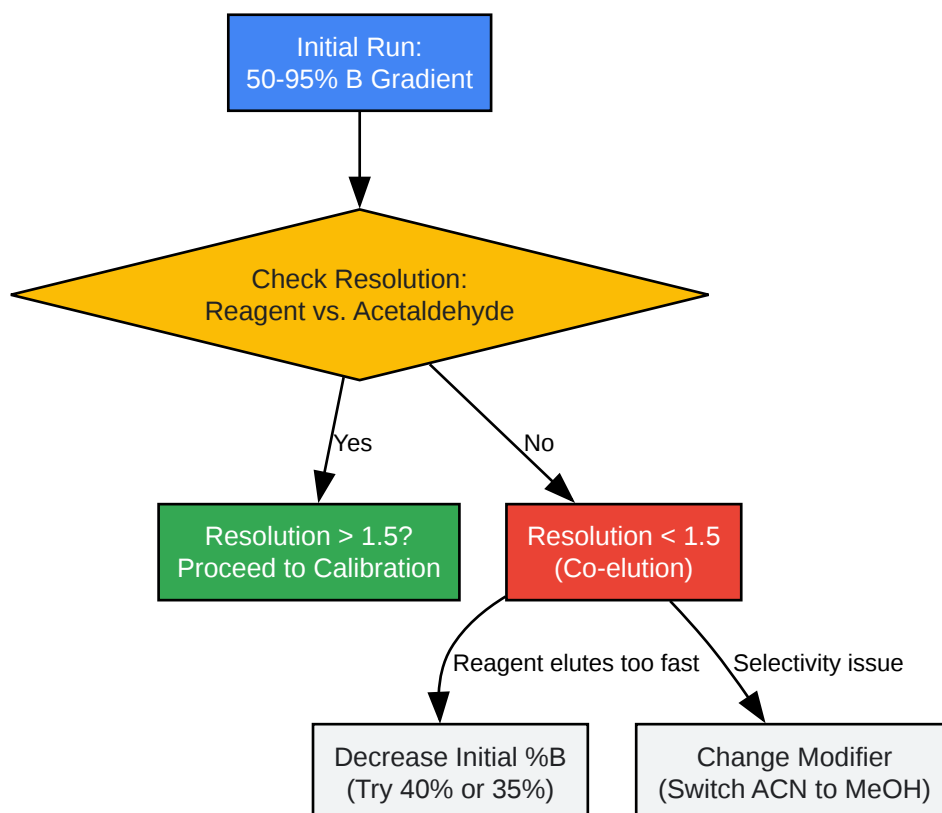 Initial Run:
50-95% B Gradient
Check Resolution:
Reagent vs. Acetaldehyde
Yes
No
Resolution > 1.5?
Proceed to Calibration
Resolution < 1.5
(Co-elution)
Reagent elutes too fast
Selectivity issue
Decrease Initial %B
(Try 40% or 35%)
Change Modifier
(Switch ACN to MeOH)